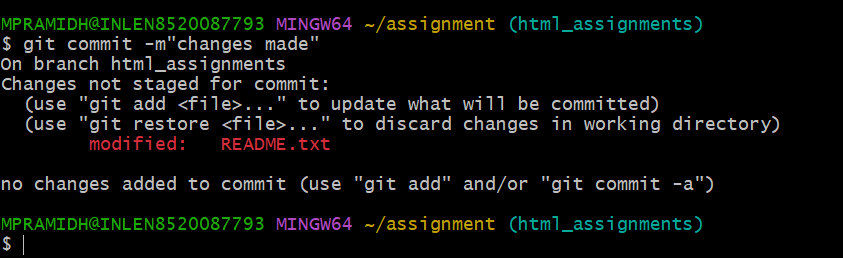 MPRAMIDH@INLEN8520087793 MINGW64 ~/assignment (html_assignments)
$ git commit -m"changes made"
On branch html_assignments
Changes not staged for commit:
  (use "git add <file>..." to update what will be committed)
  (use "git restore <file>..." to discard changes in working directory)
        modified:   README.txt

no changes added to commit (use "git add" and/or "git commit -a")

MPRAMIDH@INLEN8520087793 MINGW64 ~/assignment (html_assignments)
$